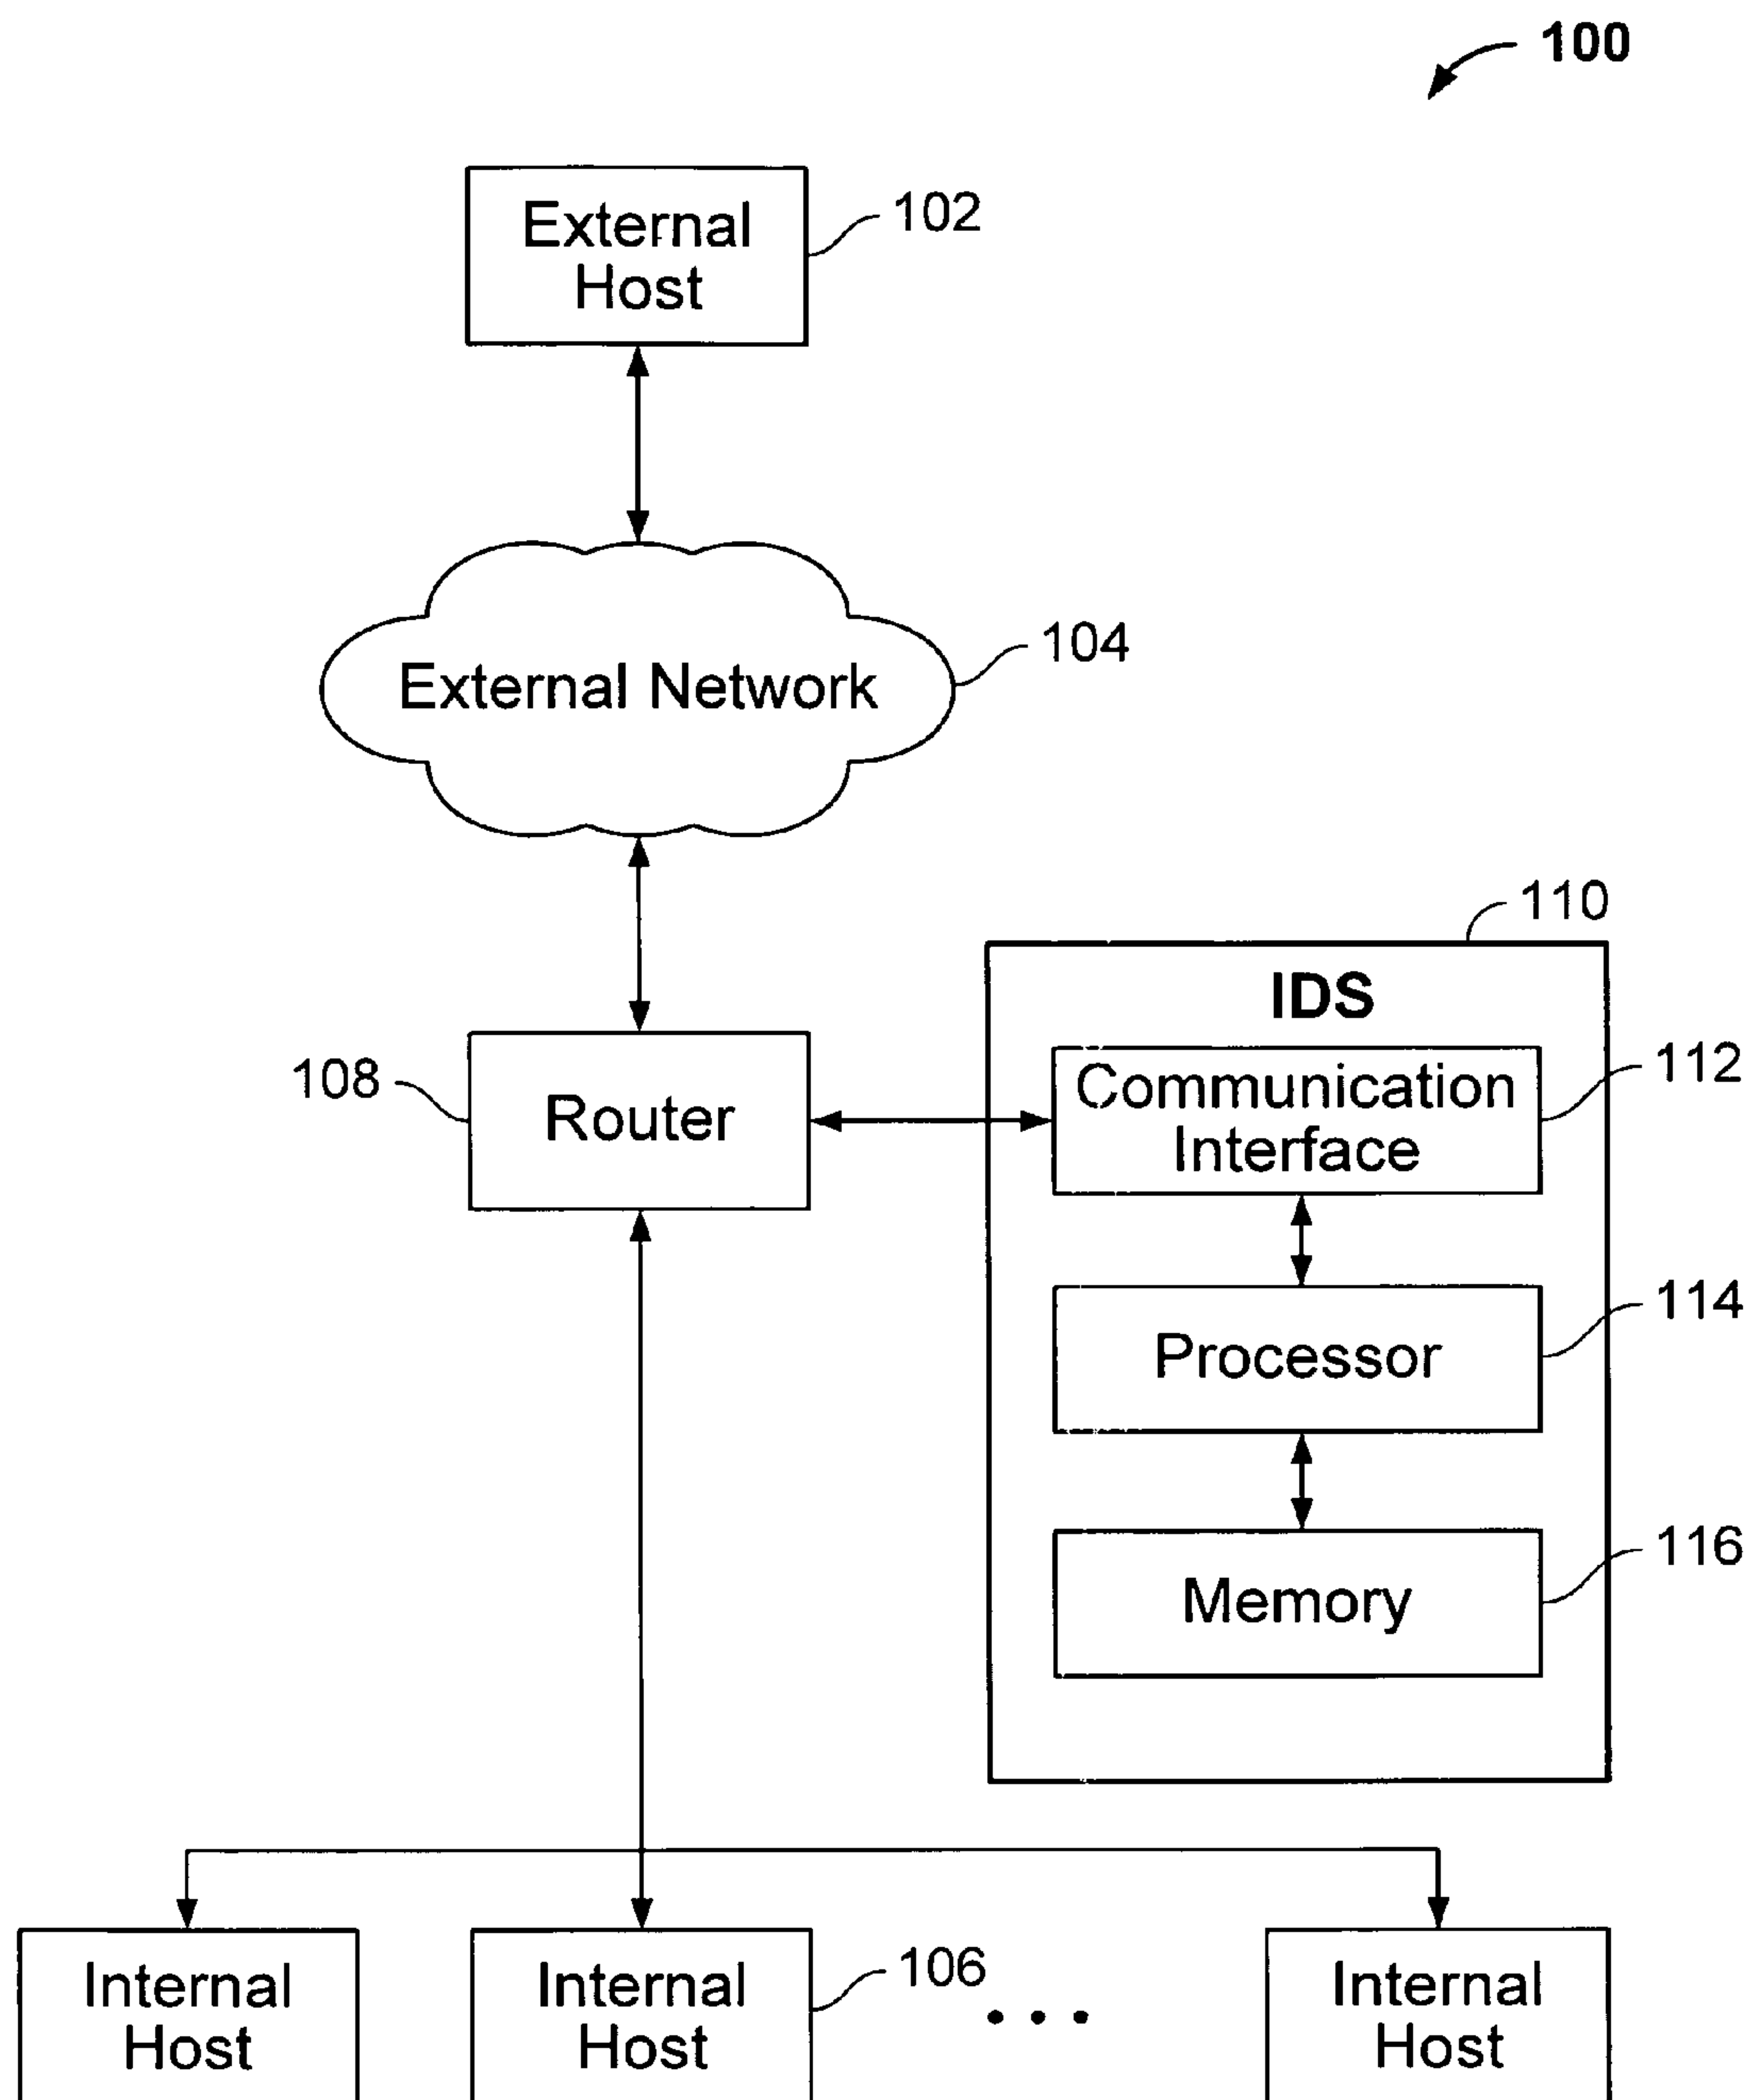 100
External
Host
102
External Network
104
110
IDS
108
Router
Communication
Interface
112
Processor
114
Memory
116
Internal
Host
Internal
Host
106
• • •
Internal
Host